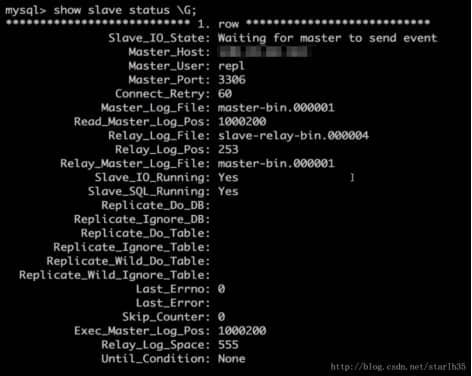 mysql> show slave status \G;
*************************** 1. row ***************************
Slave_IO_State: Waiting for master to send event
Master_Host:
Master_User: repl
Master_Port: 3306
Connect_Retry: 60
Master_Log_File: master-bin.000001
Read_Master_Log_Pos: 1000200
Relay_Log_File: slave-relay-bin.000004
Relay_Log_Pos: 253
Relay_Master_Log_File: master-bin.000001
Slave_IO_Running: Yes
Slave_SQL_Running: Yes
Replicate_Do_DB:
Replicate_Ignore_DB:
Replicate_Do_Table:
Replicate_Ignore_Table:
Replicate_Wild_Do_Table:
Replicate_Wild_Ignore_Table:
Last_Errno: 0
Last_Error:
Skip_Counter: 0
Exec_Master_Log_Pos: 1000200
Relay_Log_Space: 555
Until_Condition: None
http://blog.csdn.net/starlh35